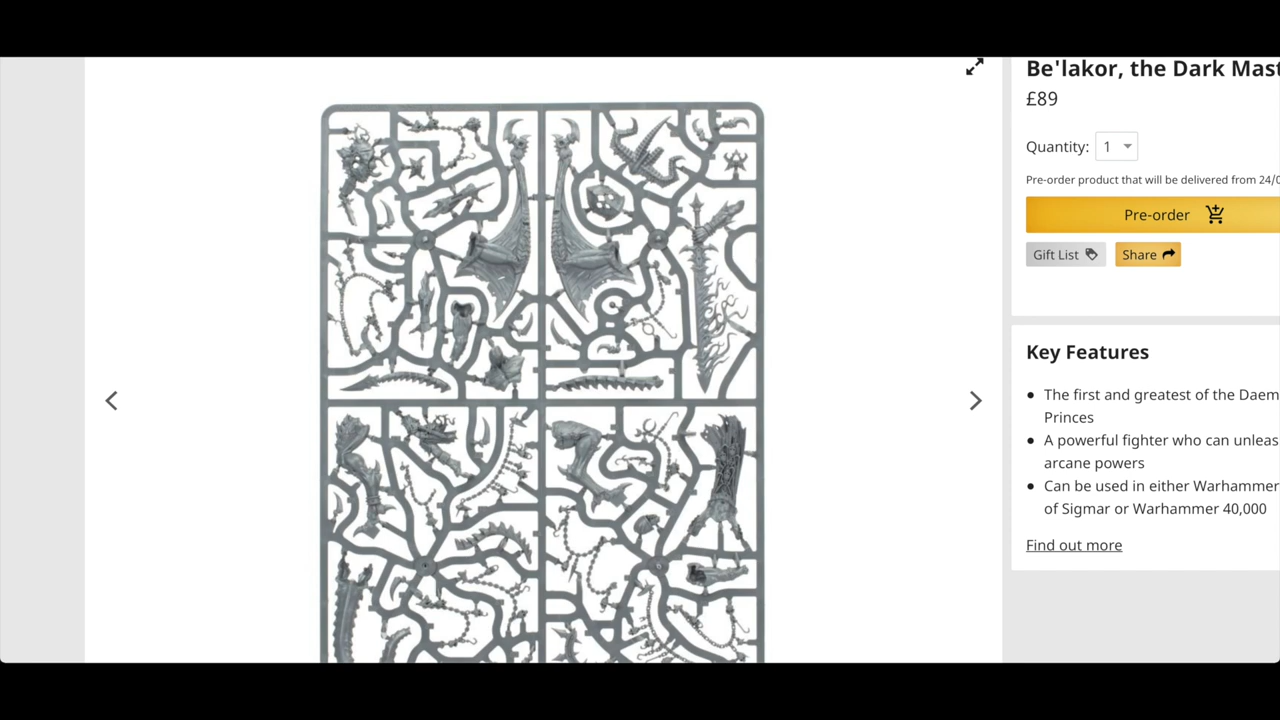 Be'lakor, the Dark Mast
£89
Quantity: 1
Pre-order product that will be delivered from 24/0
Pre-order
Gift List
Share
Key Features
The first and greatest of the Daem
Princes
A powerful fighter who can unleas
arcane powers
Can be used in either Warhammer
of Sigmar or Warhammer 40,000
Find out more